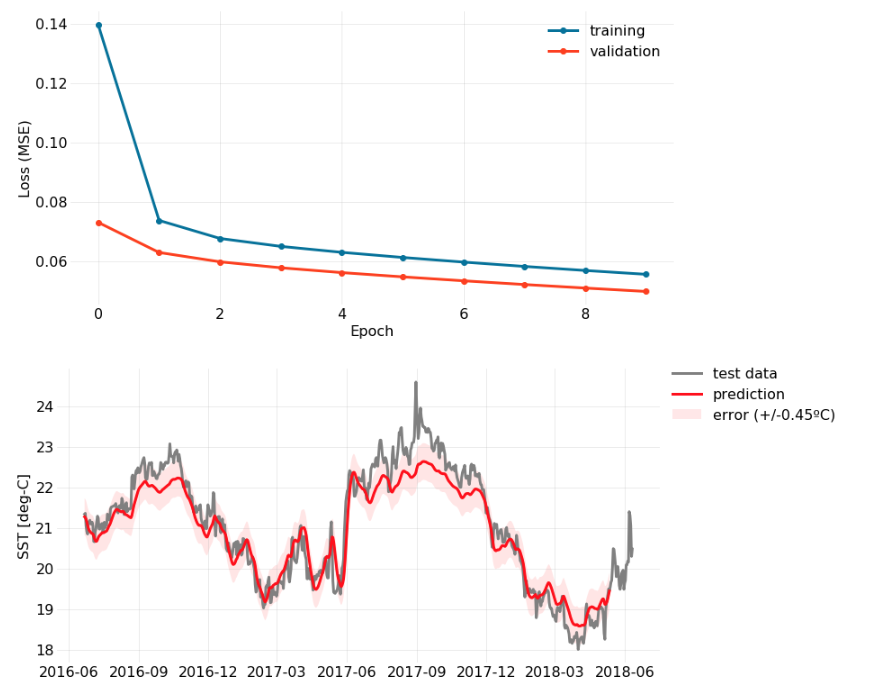 0.14
0.12
0.10
0.08
0.06
Loss (MSE)
training
validation
0 2 4 6 8
Epoch
test data
prediction
error (+/-0.45ºC)
24
23
22
21
20
19
18
SST [deg-C]
2016-06 2016-09 2016-12 2017-03 2017-06 2017-09 2017-12 2018-03 2018-06